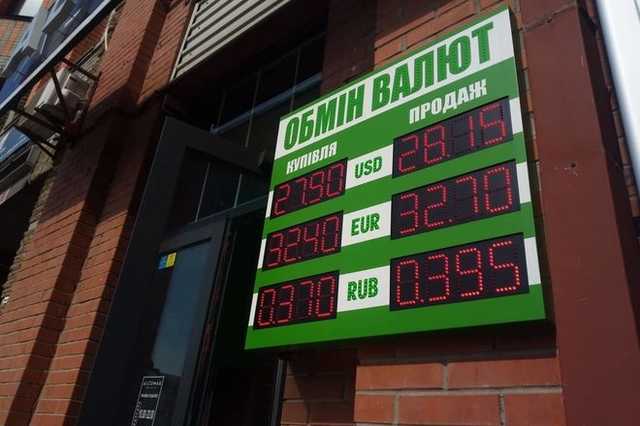 ОБМІН ВАЛЮТ
КУПІВЛЯ ПРОДАЖ
27.90 USD 28.15
32.40 EUR 32.70
0.370 RUB 0.395